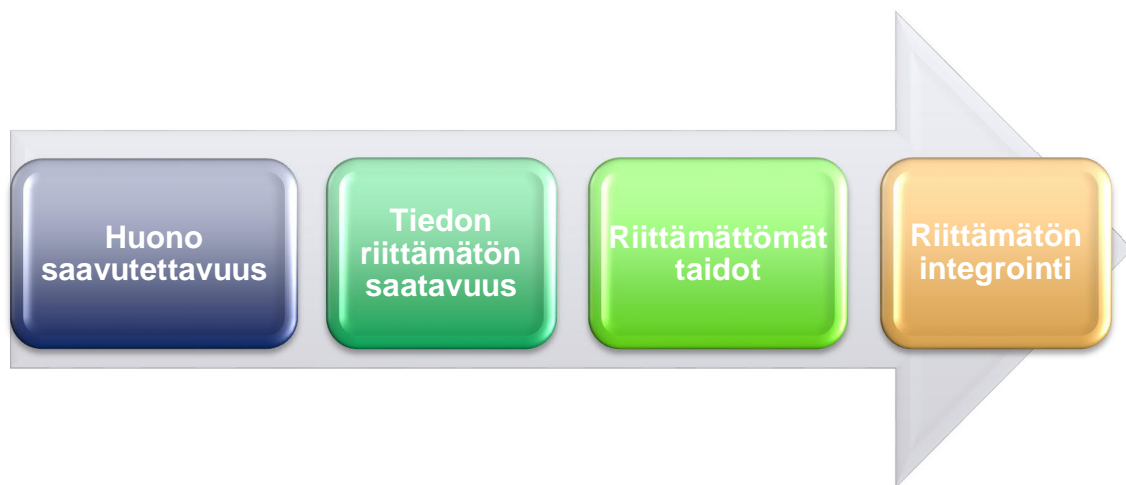 Huono
saavutettavuus
Tiedon
riittämätön
saatavuus
Riittämättömät
taidot
Riittämätön
integrointi